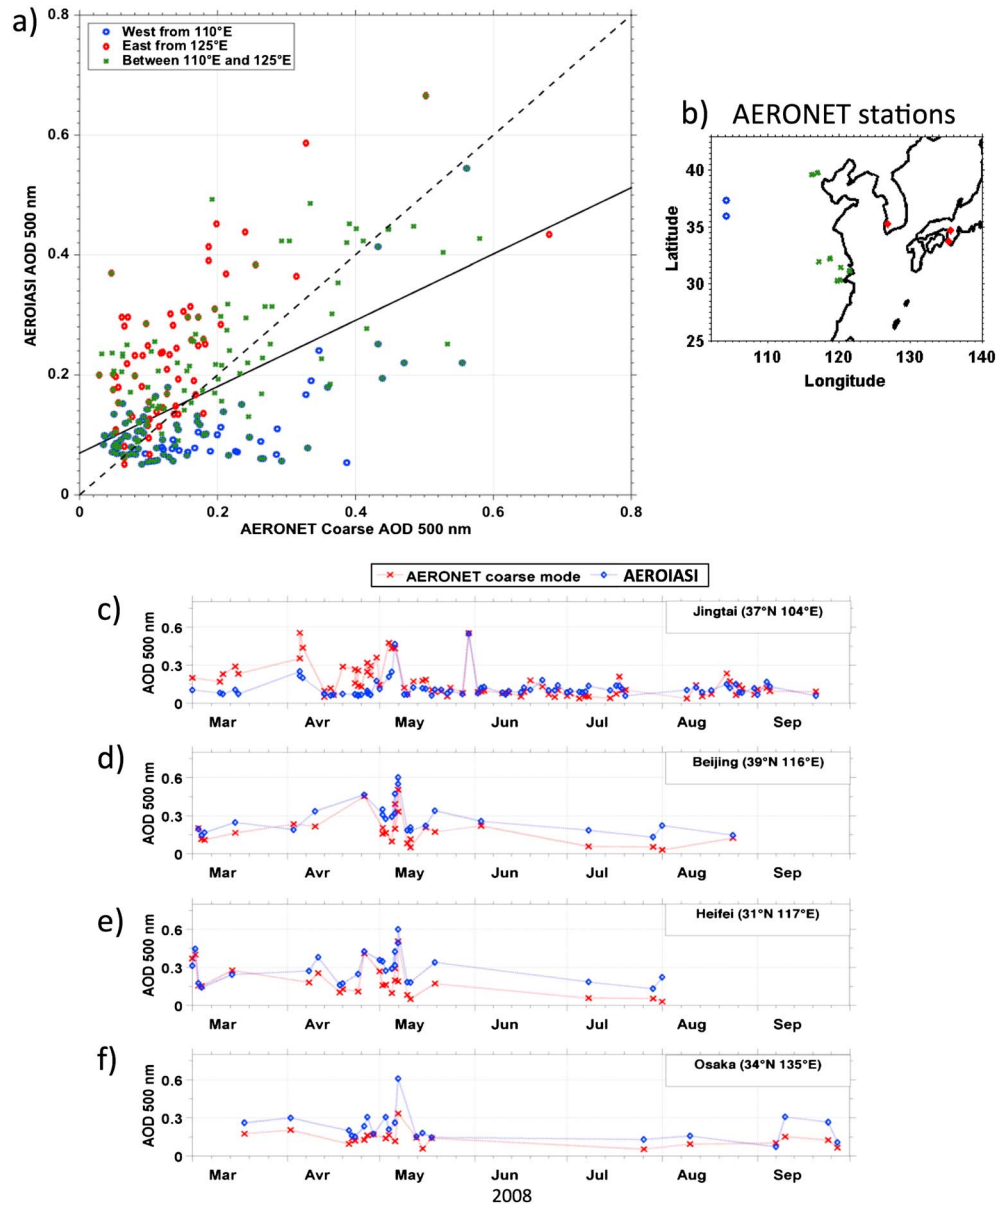 a)
0.8
0.6
0.4
0.2
0
West from 110°E
East from 125°E
Between 110°E and 125°E
AEROIASI AOD 500 nm
0
0.2
0.4
0.6
0.8
AERONET Coarse AOD 500 nm
b)
AERONET stations
40
35
30
25
Latitude
110
120
130
140
Longitude
AERONET coarse mode
AEROIASI
c)
AOD 500 nm
0.6
0.3
0
Jingtai (37°N 104°E)
Mar
Avr
May
Jun
Jul
Aug
Sep
d)
AOD 500 nm
0.6
0.3
0
Beijing (39°N 116°E)
Mar
Avr
May
Jun
Jul
Aug
Sep
e)
AOD 500 nm
0.6
0.3
0
Heifei (31°N 117°E)
Mar
Avr
May
Jun
Jul
Aug
Sep
f)
AOD 500 nm
0.6
0.3
0
Osaka (34°N 135°E)
Mar
Avr
May
Jun
Jul
Aug
Sep
2008